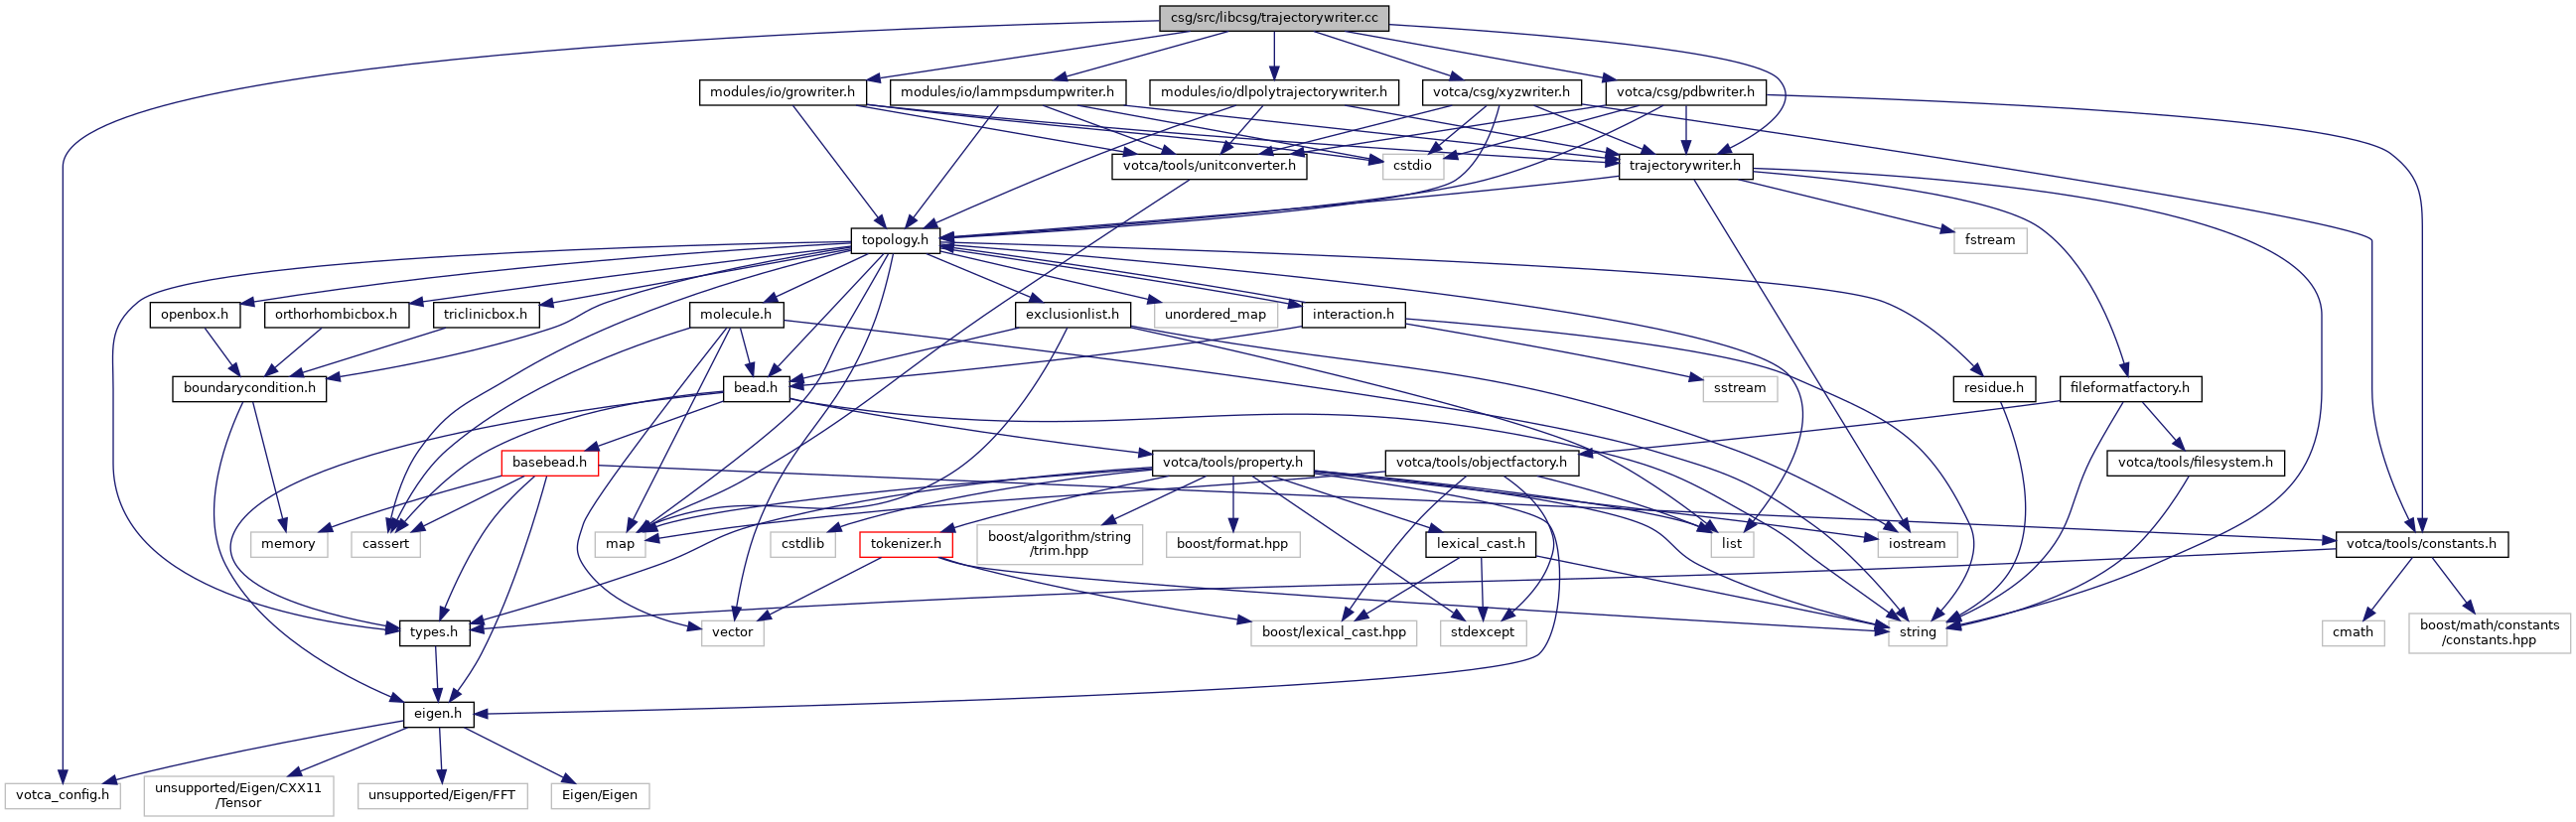 csg/src/libcsg/trajectorywriter.cc
modules/io/growriter.h
modules/io/lammpsdumpwriter.h
modules/io/dlpolytrajectorywriter.h
votca/csg/xyzwriter.h
votca/csg/pdbwriter.h
votca/tools/unitconverter.h
cstdio
trajectorywriter.h
topology.h
fstream
openbox.h
orthorhombicbox.h
triclinicbox.h
molecule.h
exclusionlist.h
unordered_map
interaction.h
boundarycondition.h
bead.h
sstream
residue.h
fileformatfactory.h
basebead.h
votca/tools/property.h
votca/tools/objectfactory.h
votca/tools/filesystem.h
memory
cassert
map
cstdlib
tokenizer.h
boost/algorithm/string
/trim.hpp
boost/format.hpp
lexical_cast.h
list
iostream
votca/tools/constants.h
types.h
vector
boost/lexical_cast.hpp
stdexcept
string
cmath
boost/math/constants
/constants.hpp
eigen.h
votca_config.h
unsupported/Eigen/CXX11
/Tensor
unsupported/Eigen/FFT
Eigen/Eigen